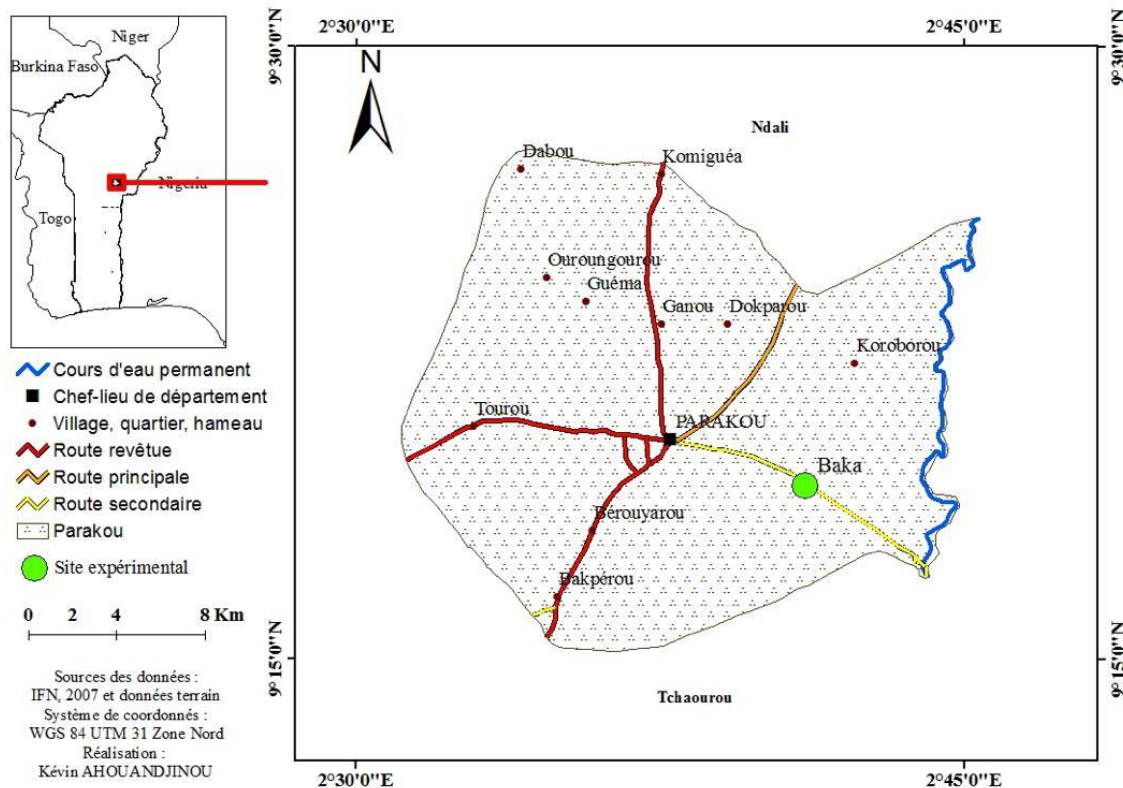 Niger
Burkina Faso
Nigeria
Togo
Cours d'eau permanent
Chef-lieu de département
Village, quartier, hameau
Route revêtue
Route principale
Route secondaire
Parakou
Site expérimental
0 4 8 Km
Sources des données :
IFN, 2007 et données terrain
Système de coordonnés :
WGS 84 UTM 31 Zone Nord
Réalisation :
Kévin AHOUANDJINOU
2°30'0"E 2°45'0"E
9°30'0"N 9°30'0"N
N
Ndali
Dabou
Komiguéa
Ouroungourou
Guéma
Ganou
Dokparou
Koroborou
Tourou
PARAKOU
Baka
Bérouyarou
Bakpérou
9°15'0"N 9°15'0"N
Tchaourou
2°30'0"E 2°45'0"E